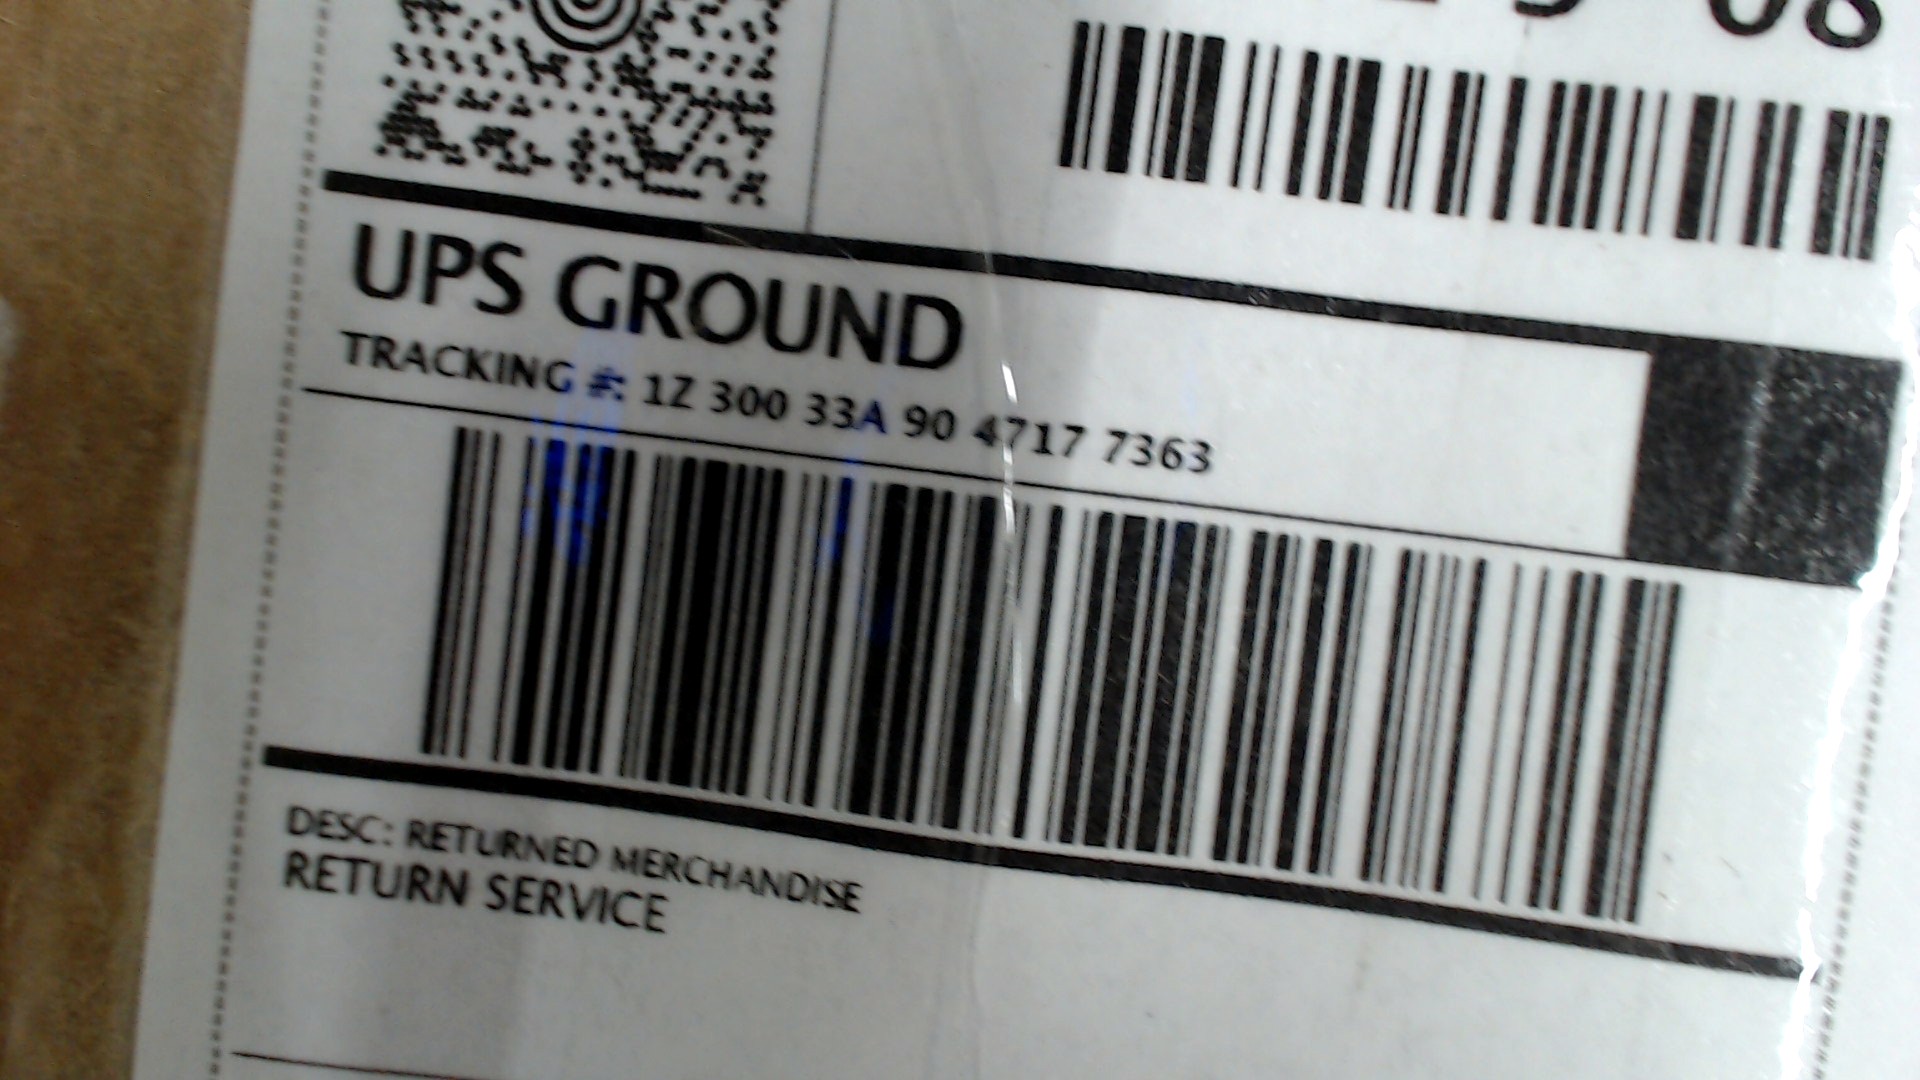 UPS GROUND
TRACKING #: 1Z 300 33A 90 4717 7363
DESC: RETURNED MERCHANDISE
RETURN SERVICE